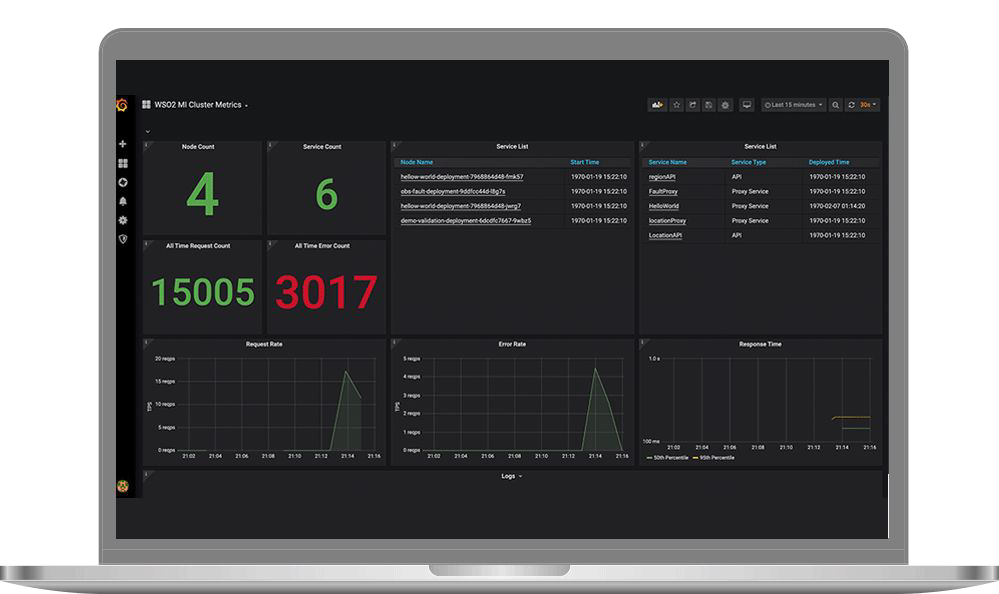 WSO2 MI Cluster Metrics
Last 15 minutes
30s
Node Count
4
Service Count
6
Service List
Node Name Start Time
hellow-world-deployment-7968864d48-fmk57 1970-01-19 15:22:10
obs-fault-deployment-9ddfcc44d-l8g7s 1970-01-19 15:22:10
hellow-world-deployment-7968864d48-jwrg7 1970-01-19 15:22:10
demo-validation-deployment-6dcdfc7667-9wbz5 1970-01-19 15:22:10
Service List
Service Name Service Type Deployed Time
regionAPI API 1970-01-19 15:22:10
FaultProxy Proxy Service 1970-01-19 15:22:10
HelloWorld Proxy Service 1970-02-07 01:14:20
locationProxy Proxy Service 1970-01-19 15:22:10
LocationAPI API 1970-01-19 15:22:10
All Time Request Count
15005
All Time Error Count
3017
Request Rate
TPS
20 reqps
15 reqps
10 reqps
5 reqps
0 reqps
21:02 21:04 21:06 21:08 21:10 21:12 21:14 21:16
Error Rate
TPS
5 reqps
4 reqps
3 reqps
2 reqps
1 reqps
0 reqps
21:02 21:04 21:06 21:08 21:10 21:12 21:14 21:16
Response Time
1.0 s
100 ms
21:02 21:04 21:06 21:08 21:10 21:12 21:14 21:16
50th Percentile 95th Percentile
Logs